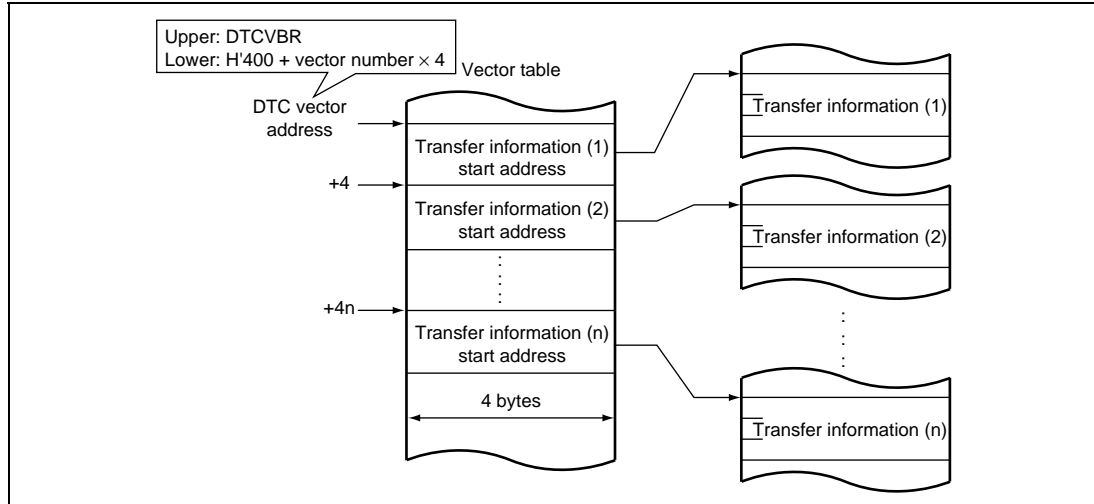 Upper: DTCVBR
Lower: H'400 + vector number × 4
Vector table
DTC vector
address
Transfer information (1)
start address
+4
Transfer information (2)
start address
+4n
Transfer information (n)
start address
4 bytes
Transfer information (1)
Transfer information (2)
Transfer information (n)